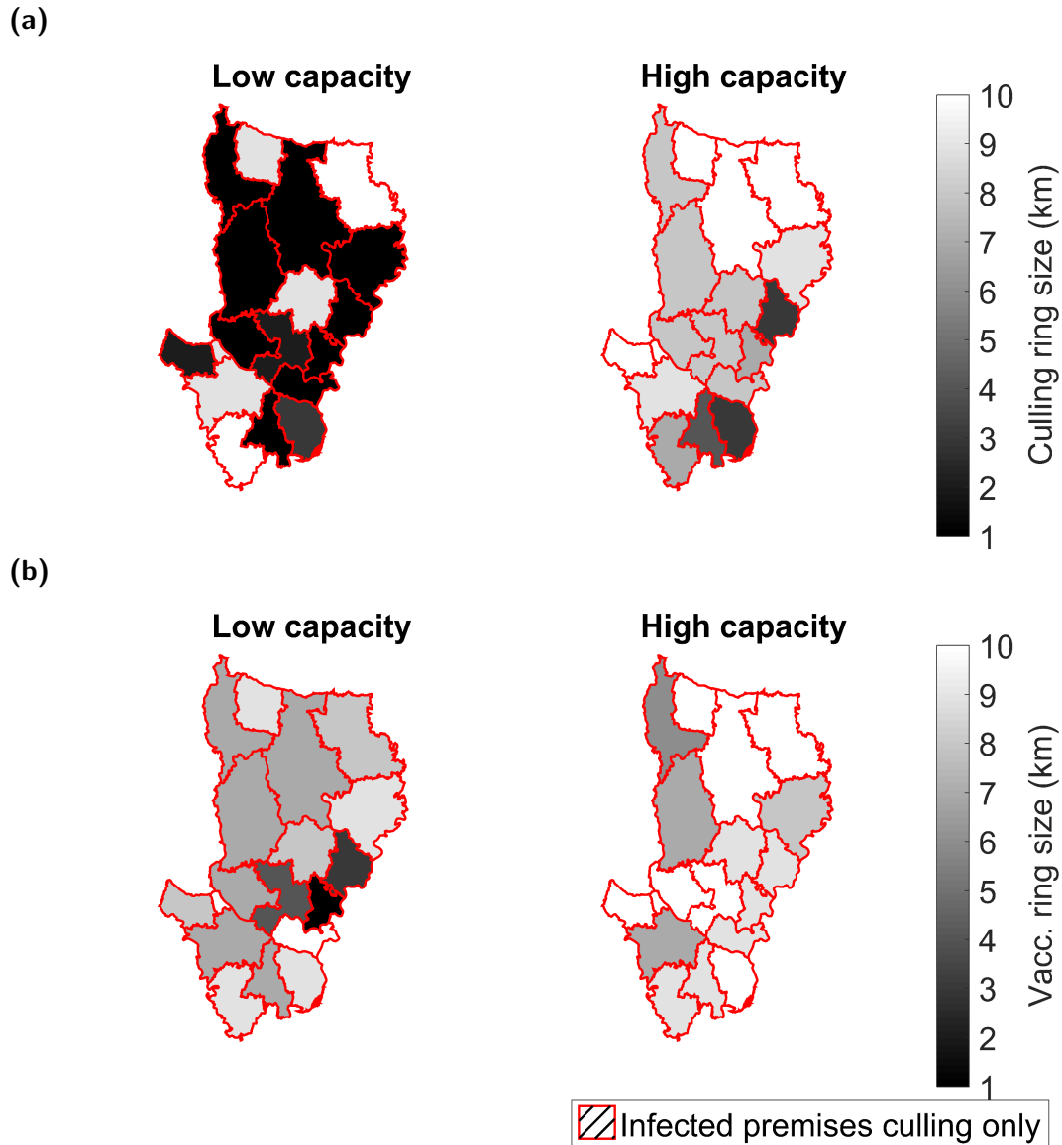 (a)
Low capacity
High capacity
10
9
8
7
6
5
4
3
2
1
Culling ring size (km)
(b)
Low capacity
High capacity
10
9
8
7
6
5
4
3
2
1
Vacc. ring size (km)
Infected premises culling only